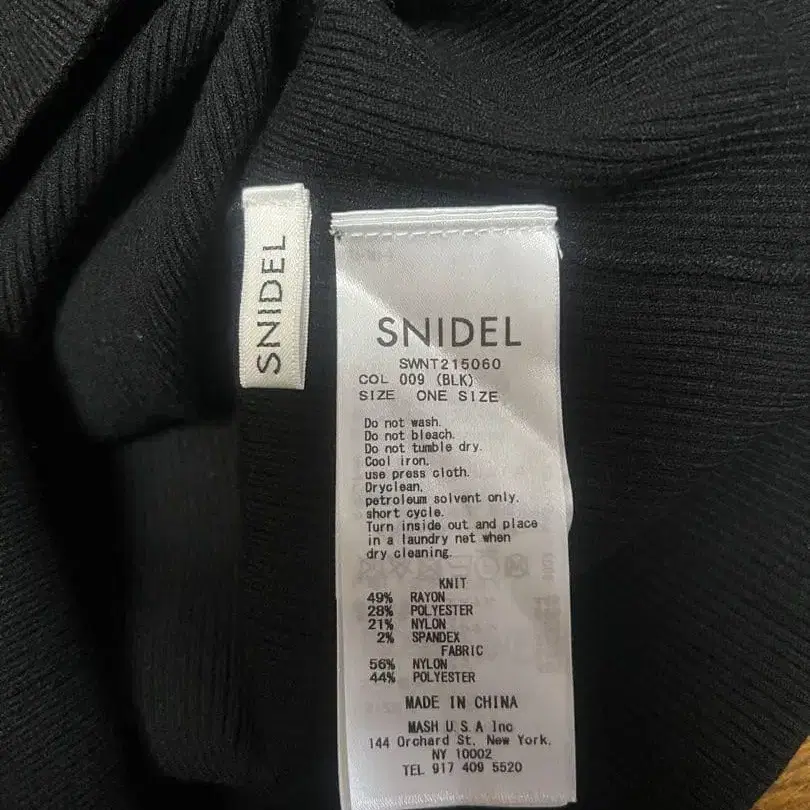 SNIDEL
SNIDEL
SWNT215060
COL 009 (BLK)
SIZE ONE SIZE
Do not wash.
Do not bleach.
Do not tumble dry.
Cool iron.
use press cloth.
Dryclean,
petroleum solvent only.
short cycle.
Turn inside out and place
in a laundry net when
dry cleaning.
KNIT
49% RAYON
28% POLYESTER
21% NYLON
2% SPANDEX
FABRIC
56% NYLON
44% POLYESTER
MADE IN CHINA
MASH U.S.A Inc
144 Orchard St, New York,
NY 10002
TEL 917 409 5520